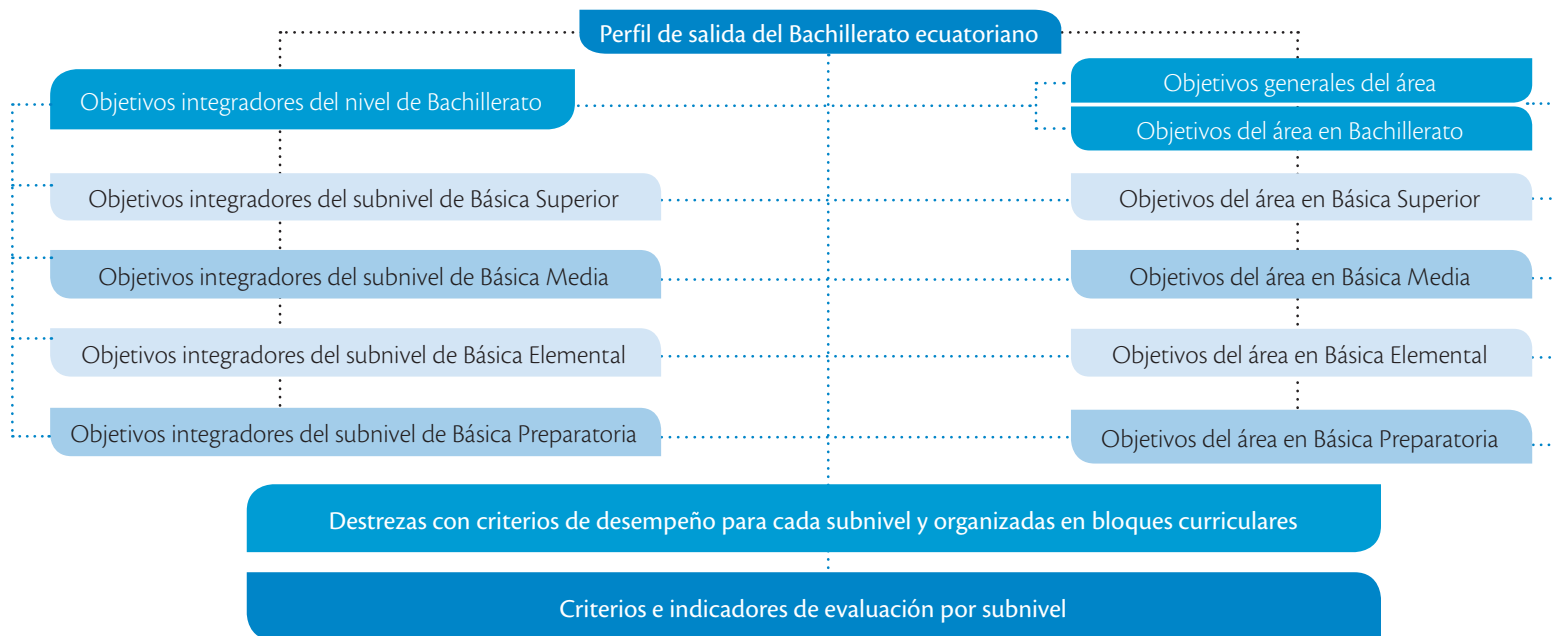 Perfil de salida del Bachillerato ecuatoriano
Objetivos integradores del nivel de Bachillerato
Objetivos generales del área
Objetivos del área en Bachillerato
Objetivos integradores del subnivel de Básica Superior
Objetivos del área en Básica Superior
Objetivos integradores del subnivel de Básica Media
Objetivos del área en Básica Media
Objetivos integradores del subnivel de Básica Elemental
Objetivos del área en Básica Elemental
Objetivos integradores del subnivel de Básica Preparatoria
Objetivos del área en Básica Preparatoria
Destrezas con criterios de desempeño para cada subnivel y organizadas en bloques curriculares
Criterios e indicadores de evaluación por subnivel